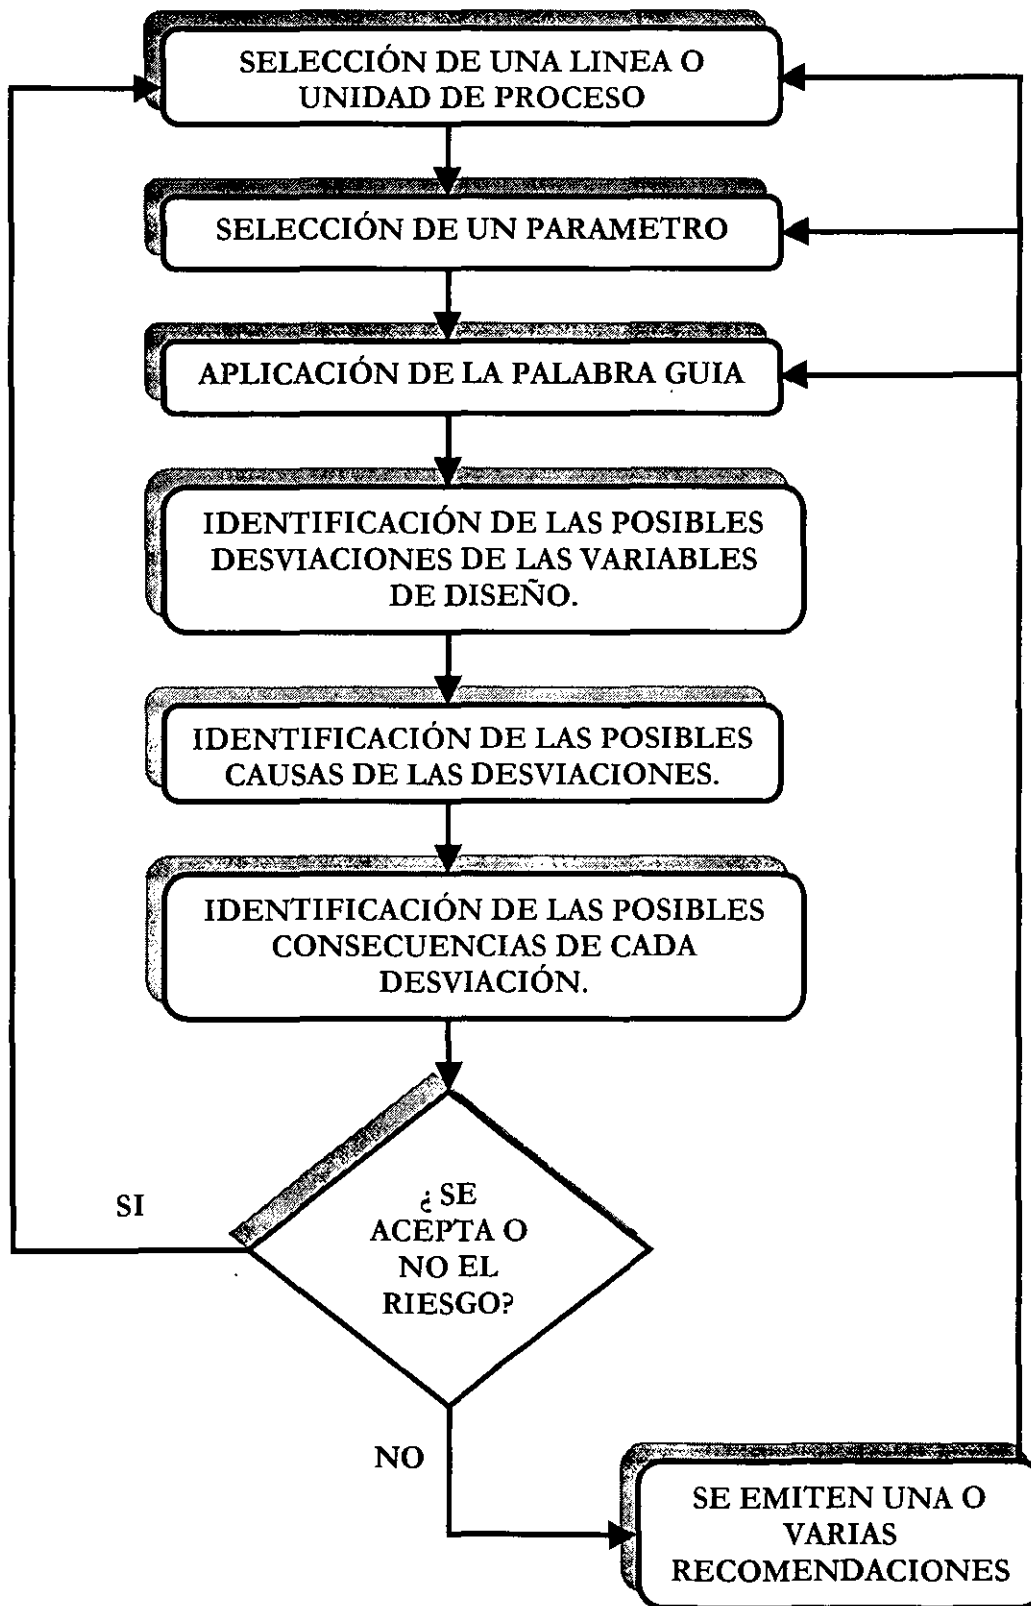 SELECCIÓN DE UNA LINEA O
UNIDAD DE PROCESO
SELECCIÓN DE UN PARAMETRO
APLICACIÓN DE LA PALABRA GUIA
IDENTIFICACIÓN DE LAS POSIBLES
DESVIACIONES DE LAS VARIABLES
DE DISEÑO.
IDENTIFICACIÓN DE LAS POSIBLES
CAUSAS DE LAS DESVIACIONES.
IDENTIFICACIÓN DE LAS POSIBLES
CONSECUENCIAS DE CADA
DESVIACIÓN.
SI
¿ SE
ACEPTA O
NO EL
RIESGO?
NO
SE EMITEN UNA O
VARIAS
RECOMENDACIONES